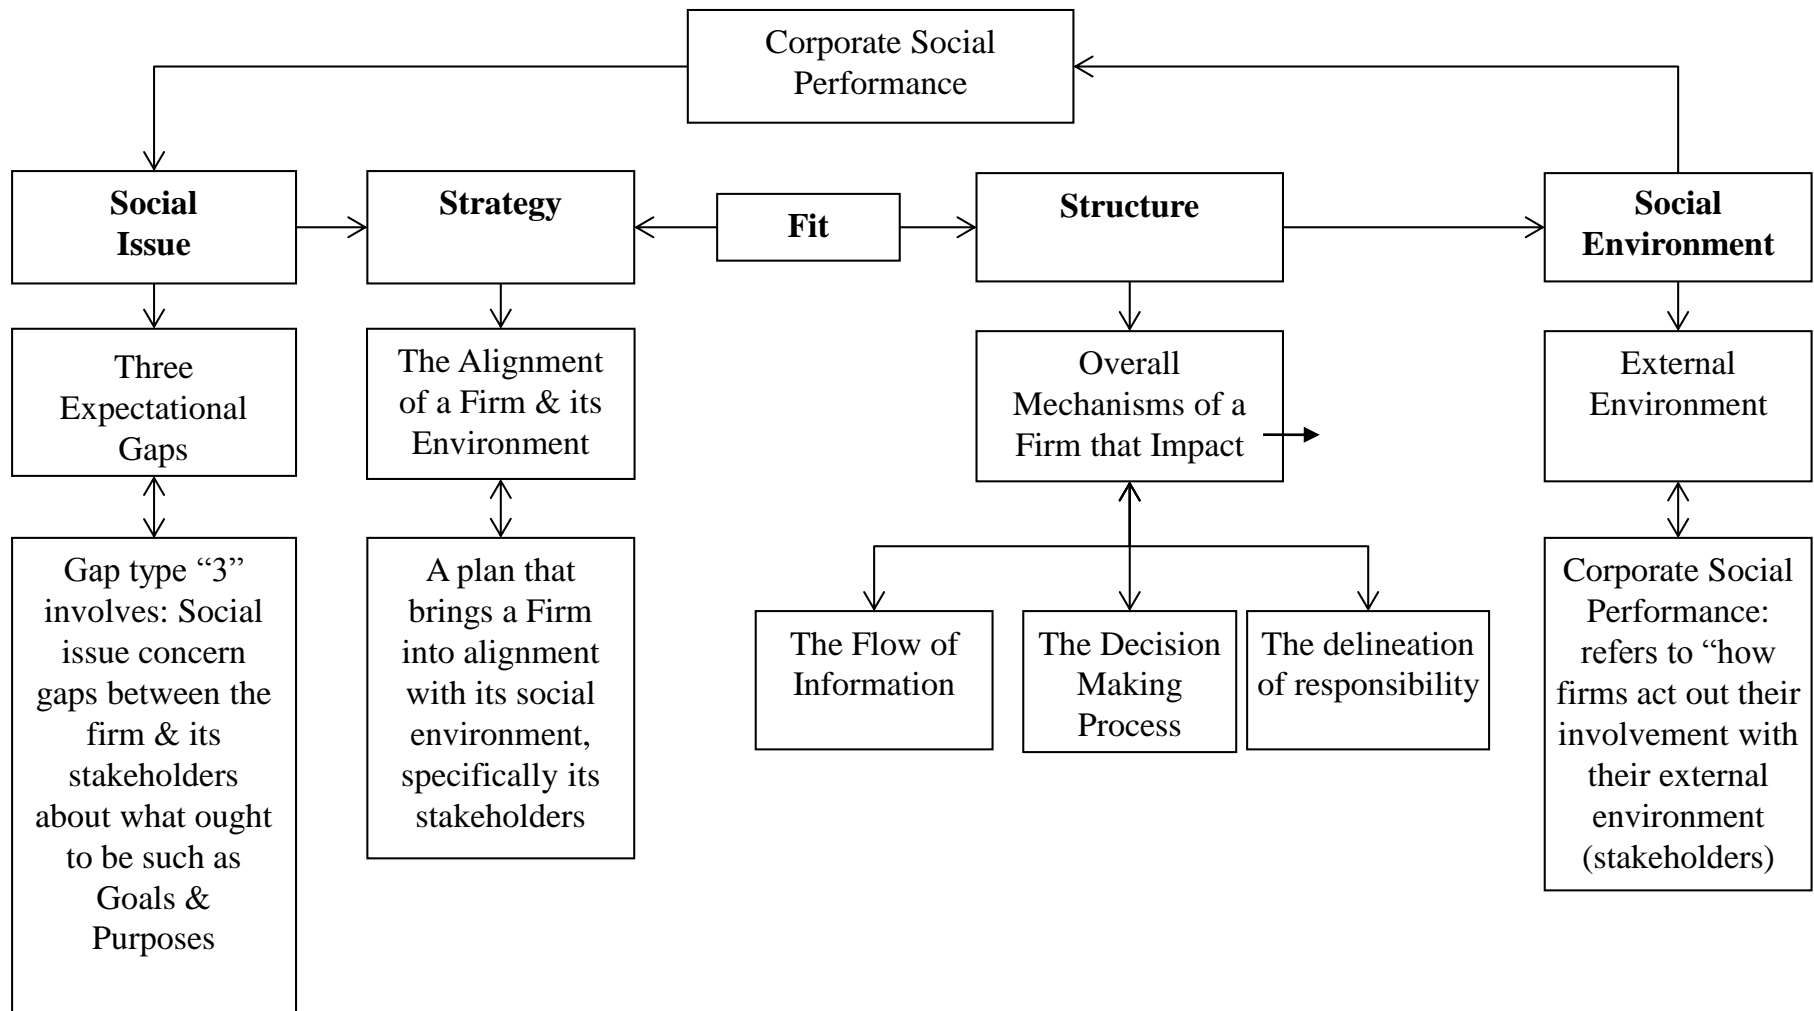 Corporate Social
Performance
Social
Issue
Strategy
Fit
Structure
Social
Environment
Three
Expectational
Gaps
The Alignment
of a Firm & its
Environment
Overall
Mechanisms of a
Firm that Impact
External
Environment
Gap type “3”
involves: Social
issue concern
gaps between the
firm & its
stakeholders
about what ought
to be such as
Goals &
Purposes
A plan that
brings a Firm
into alignment
with its social
environment,
specifically its
stakeholders
The Flow of
Information
The Decision
Making
Process
The delineation
of responsibility
Corporate Social
Performance:
refers to “how
firms act out their
involvement with
their external
environment
(stakeholders)